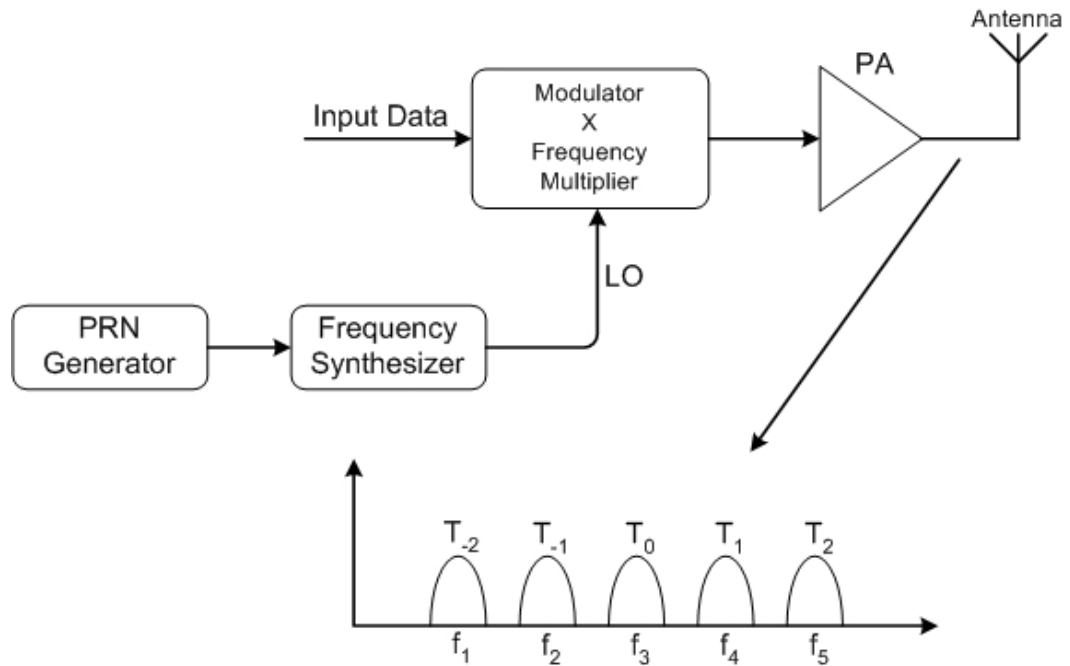 Antenna
PA
Input Data
Modulator
X
Frequency
Multiplier
LO
PRN
Generator
Frequency
Synthesizer
T-2 T-1 T0 T1 T2
f1 f2 f3 f4 f5